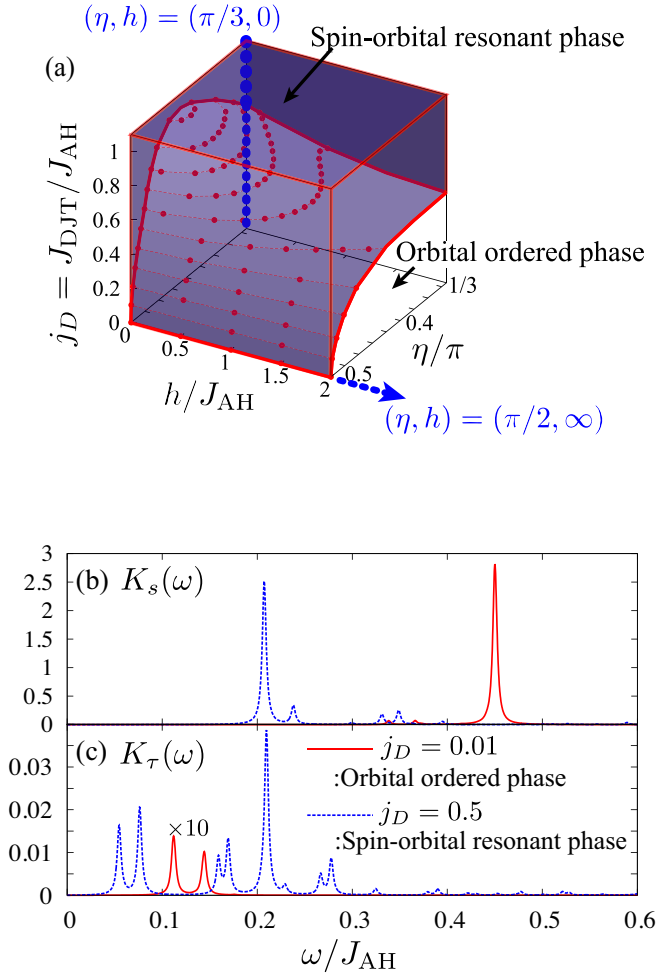 (η, h) = (π/3, 0)
Spin-orbital resonant phase
(a)
j_D = J_DJT/J_AH
1
0.8
0.6
0.4
0.2
0
Orbital ordered phase
1/3
0.4
0.5
η/π
0
0.5
1
1.5
2
h/J_AH
(η, h) = (π/2, ∞)
(b) K_s(ω)
3
2.5
2
1.5
1
0.5
0
(c) K_τ(ω)
j_D = 0.01
:Orbital ordered phase
j_D = 0.5
:Spin-orbital resonant phase
×10
0.03
0.02
0.01
0
0 0.1 0.2 0.3 0.4 0.5 0.6
ω/J_AH